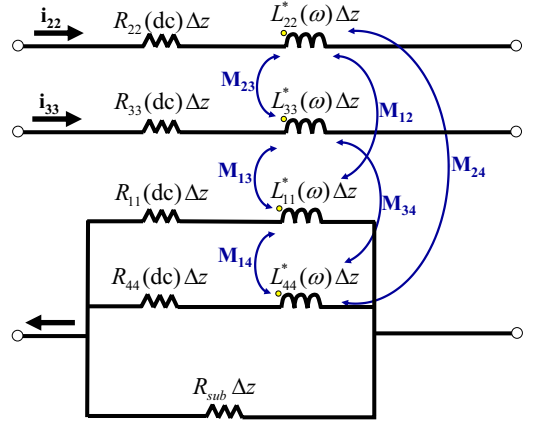 i22 R22(dc)Δz L*22(ω)Δz
M23
i33 R33(dc)Δz L*33(ω)Δz
M12
M24
M13
R11(dc)Δz L*11(ω)Δz
M34
M14
R44(dc)Δz L*44(ω)Δz
Rsub Δz